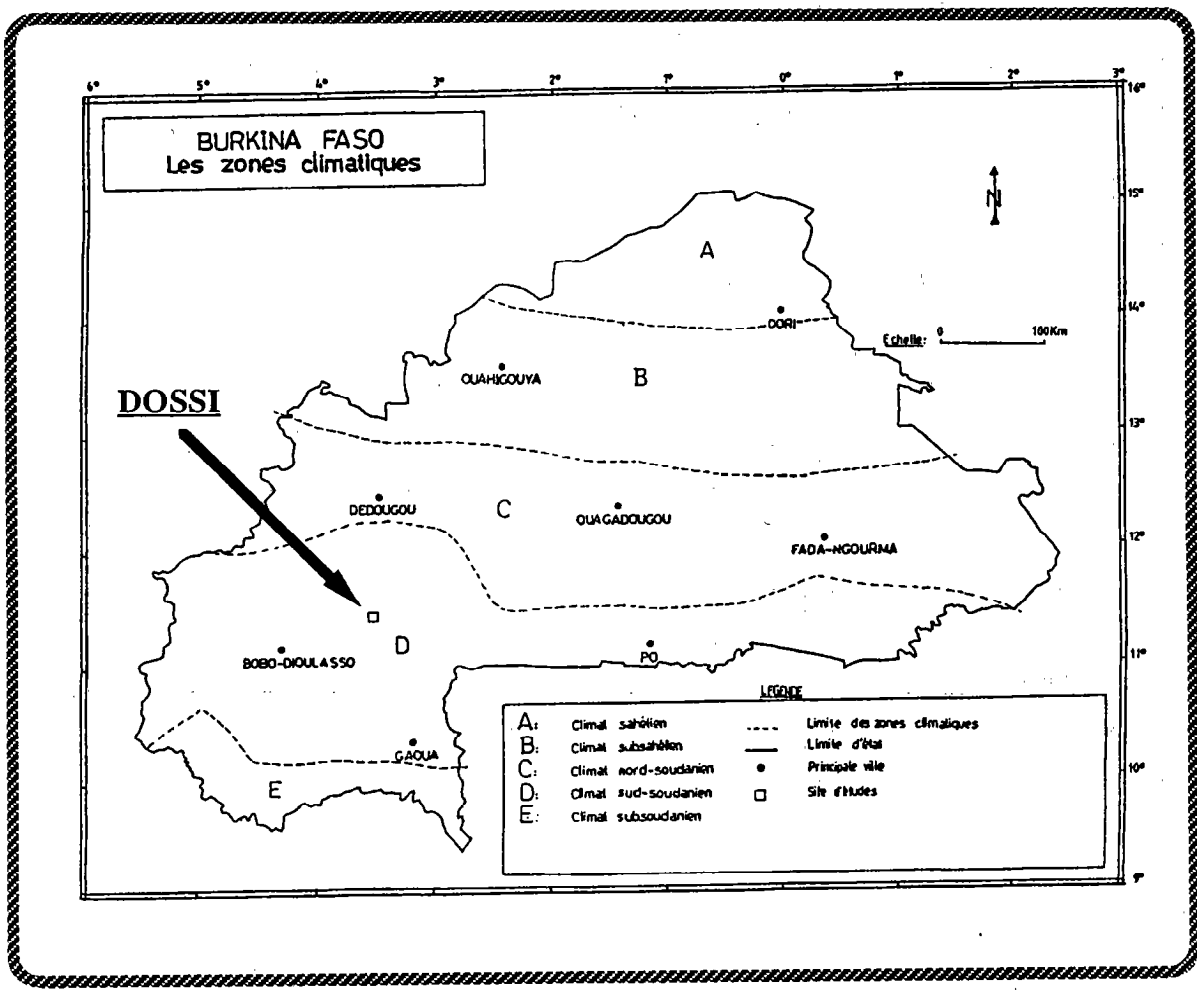 6° 5° 4° 3° 2° 1° 0° 1° 2° 3°
16°
BURKINA FASO
Les zones climatiques
N
15°
A
14°
DORI
Echelle: 0 100Km
OUAHIGOUYA
B
DOSSI
13°
DEDOUGOU
C
OUAGADOUGOU
FADA-NGOURMA
12°
D
BOBO-DIOULASSO
PO
11°
LEGENDE
A: Climat sahélien
B: Climat subsahélien
C: Climat nord-soudanien
D: Climat sud-soudanien
E: Climat subsoudanien
Limite des zones climatiques
Limite d'état
Principale ville
Site d'études
GAOUA
10°
E
9°